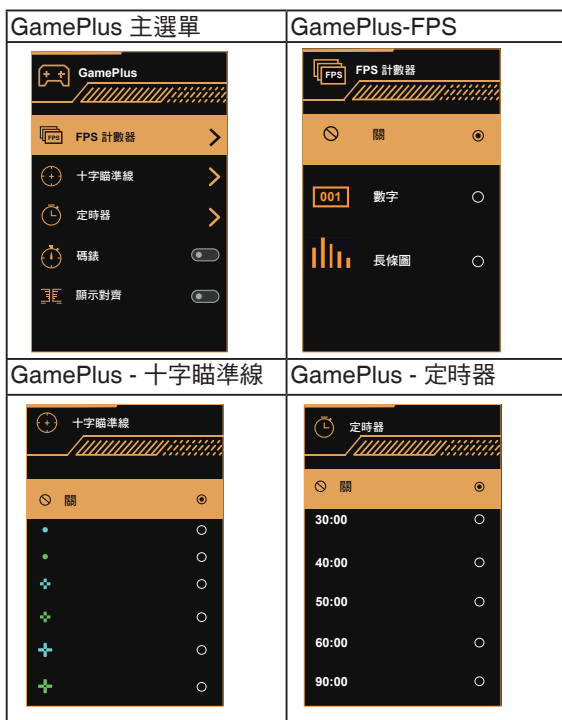 GamePlus 主選單
GamePlus
FPS
FPS 計數器
十字瞄準線
定時器
碼錶
顯示對齊
GamePlus-FPS
FPS
FPS 計數器
關
001
數字
長條圖
GamePlus - 十字瞄準線
十字瞄準線
關
GamePlus - 定時器
定時器
關
30:00
40:00
50:00
60:00
90:00